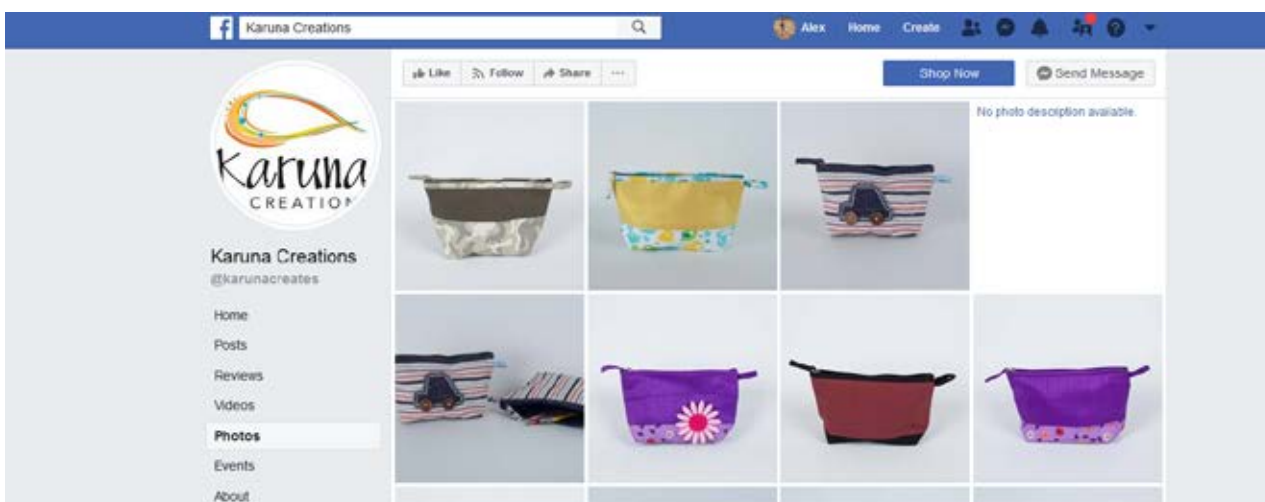 Karuna Creations
Alex Home Create
Like Follow Share ...
Shop Now
Send Message
Karuna
CREATION
Karuna Creations
@karunacreates
Home
Posts
Reviews
Videos
Photos
Events
About
No photo description available.